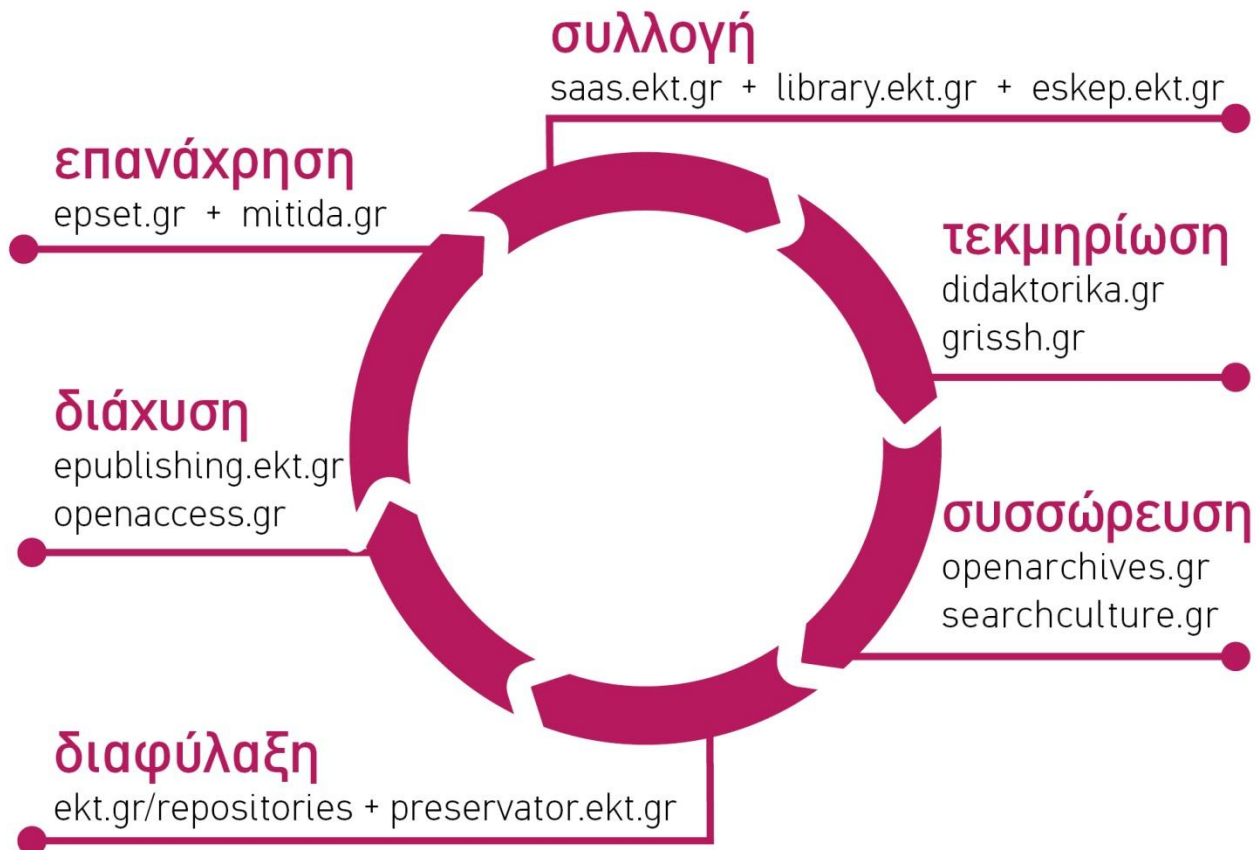 συλλογή
saas.ekt.gr + library.ekt.gr + eskep.ekt.gr
τεκμηρίωση
didaktorika.gr
grissh.gr
συσσώρευση
openarchives.gr
searchculture.gr
διαφύλαξη
ekt.gr/repositories + preservator.ekt.gr
διάχυση
epublishing.ekt.gr
openaccess.gr
επανάχρηση
epset.gr + mitida.gr